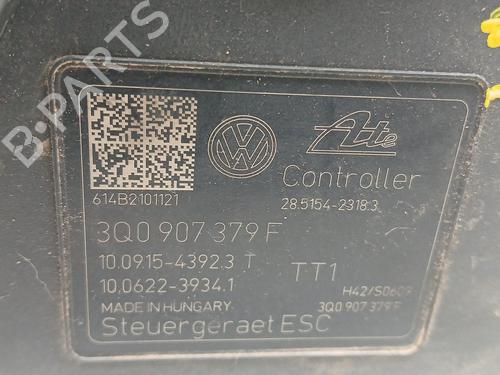 B-PARTS
VW
Ate
Controller
614B2101121
28.5154-2318.3
3Q0 907 379 F
10.0915-4392.3 T
TT1
10.0622-3934.1
H42/S0609
MADE IN HUNGARY
3Q0 907 379 F
Steuergeraet ESC